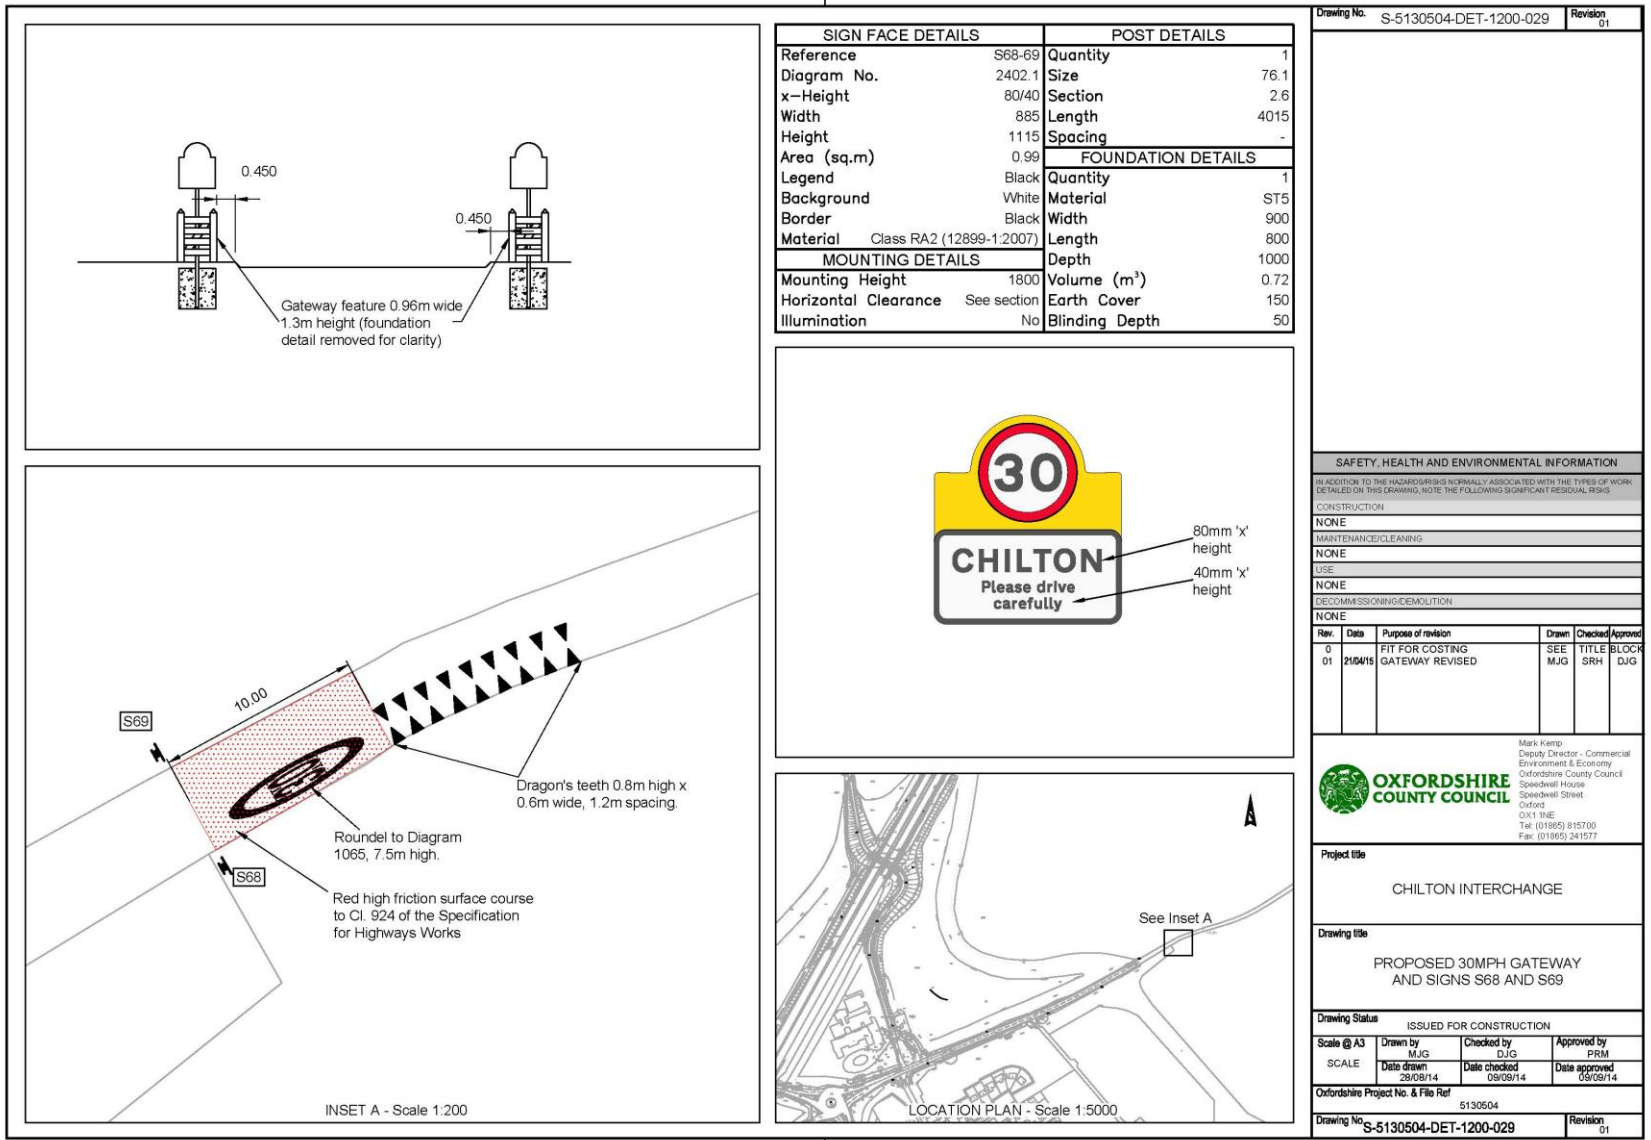 0.450
0.450
Gateway feature 0.96m wide
1.3m height (foundation
detail removed for clarity)
SIGN FACE DETAILS
Reference S68-69
Diagram No. 2402.1
x-Height 80/40
Width 885
Height 1115
Area (sq.m) 0.99
Legend Black
Background White
Border Black
Material Class RA2 (12899-1:2007)
MOUNTING DETAILS
Mounting Height 1800
Horizontal Clearance See section
Illumination No
POST DETAILS
Quantity 1
Size 76.1
Section 2.6
Length 4015
Spacing -
FOUNDATION DETAILS
Quantity 1
Material ST5
Width 900
Length 800
Depth 1000
Volume (m³) 0.72
Earth Cover 150
Blinding Depth 50
30
CHILTON
Please drive
carefully
80mm 'x'
height
40mm 'x'
height
10.00
S69
S68
Dragon's teeth 0.8m high x
0.6m wide, 1.2m spacing.
Roundel to Diagram
1065, 7.5m high.
Red high friction surface course
to Cl. 924 of the Specification
for Highways Works
INSET A - Scale 1:200
See Inset A
LOCATION PLAN - Scale 1:5000
Drawing No. S-5130504-DET-1200-029 Revision 01
SAFETY, HEALTH AND ENVIRONMENTAL INFORMATION
IN ADDITION TO THE HAZARDS/RISKS NORMALLY ASSOCIATED WITH THE TYPES OF WORK
DETAILED ON THIS DRAWING, NOTE THE FOLLOWING SIGNIFICANT RESIDUAL RISKS
CONSTRUCTION
NONE
MAINTENANCE/CLEANING
NONE
USE
NONE
DECOMMISSIONING/DEMOLITION
NONE
Rev. Date Purpose of revision Drawn Checked Approved
0 FIT FOR COSTING SEE TITLE BLOCK
01 21/04/15 GATEWAY REVISED MJG SRH DJG
OXFORDSHIRE
COUNTY COUNCIL
Mark Kemp
Deputy Director - Commercial
Environment & Economy
Oxfordshire County Council
Speedwell House
Speedwell Street
Oxford
OX1 1NE
Tel: (01865) 815700
Fax: (01865) 241577
Project title
CHILTON INTERCHANGE
Drawing title
PROPOSED 30MPH GATEWAY
AND SIGNS S68 AND S69
Drawing Status
ISSUED FOR CONSTRUCTION
Scale @ A3 Drawn by Checked by Approved by
SCALE MJG DJG PRM
Date drawn Date checked Date approved
28/08/14 09/09/14 09/09/14
Oxfordshire Project No. & File Ref
5130504
Drawing No. S-5130504-DET-1200-029 Revision 01